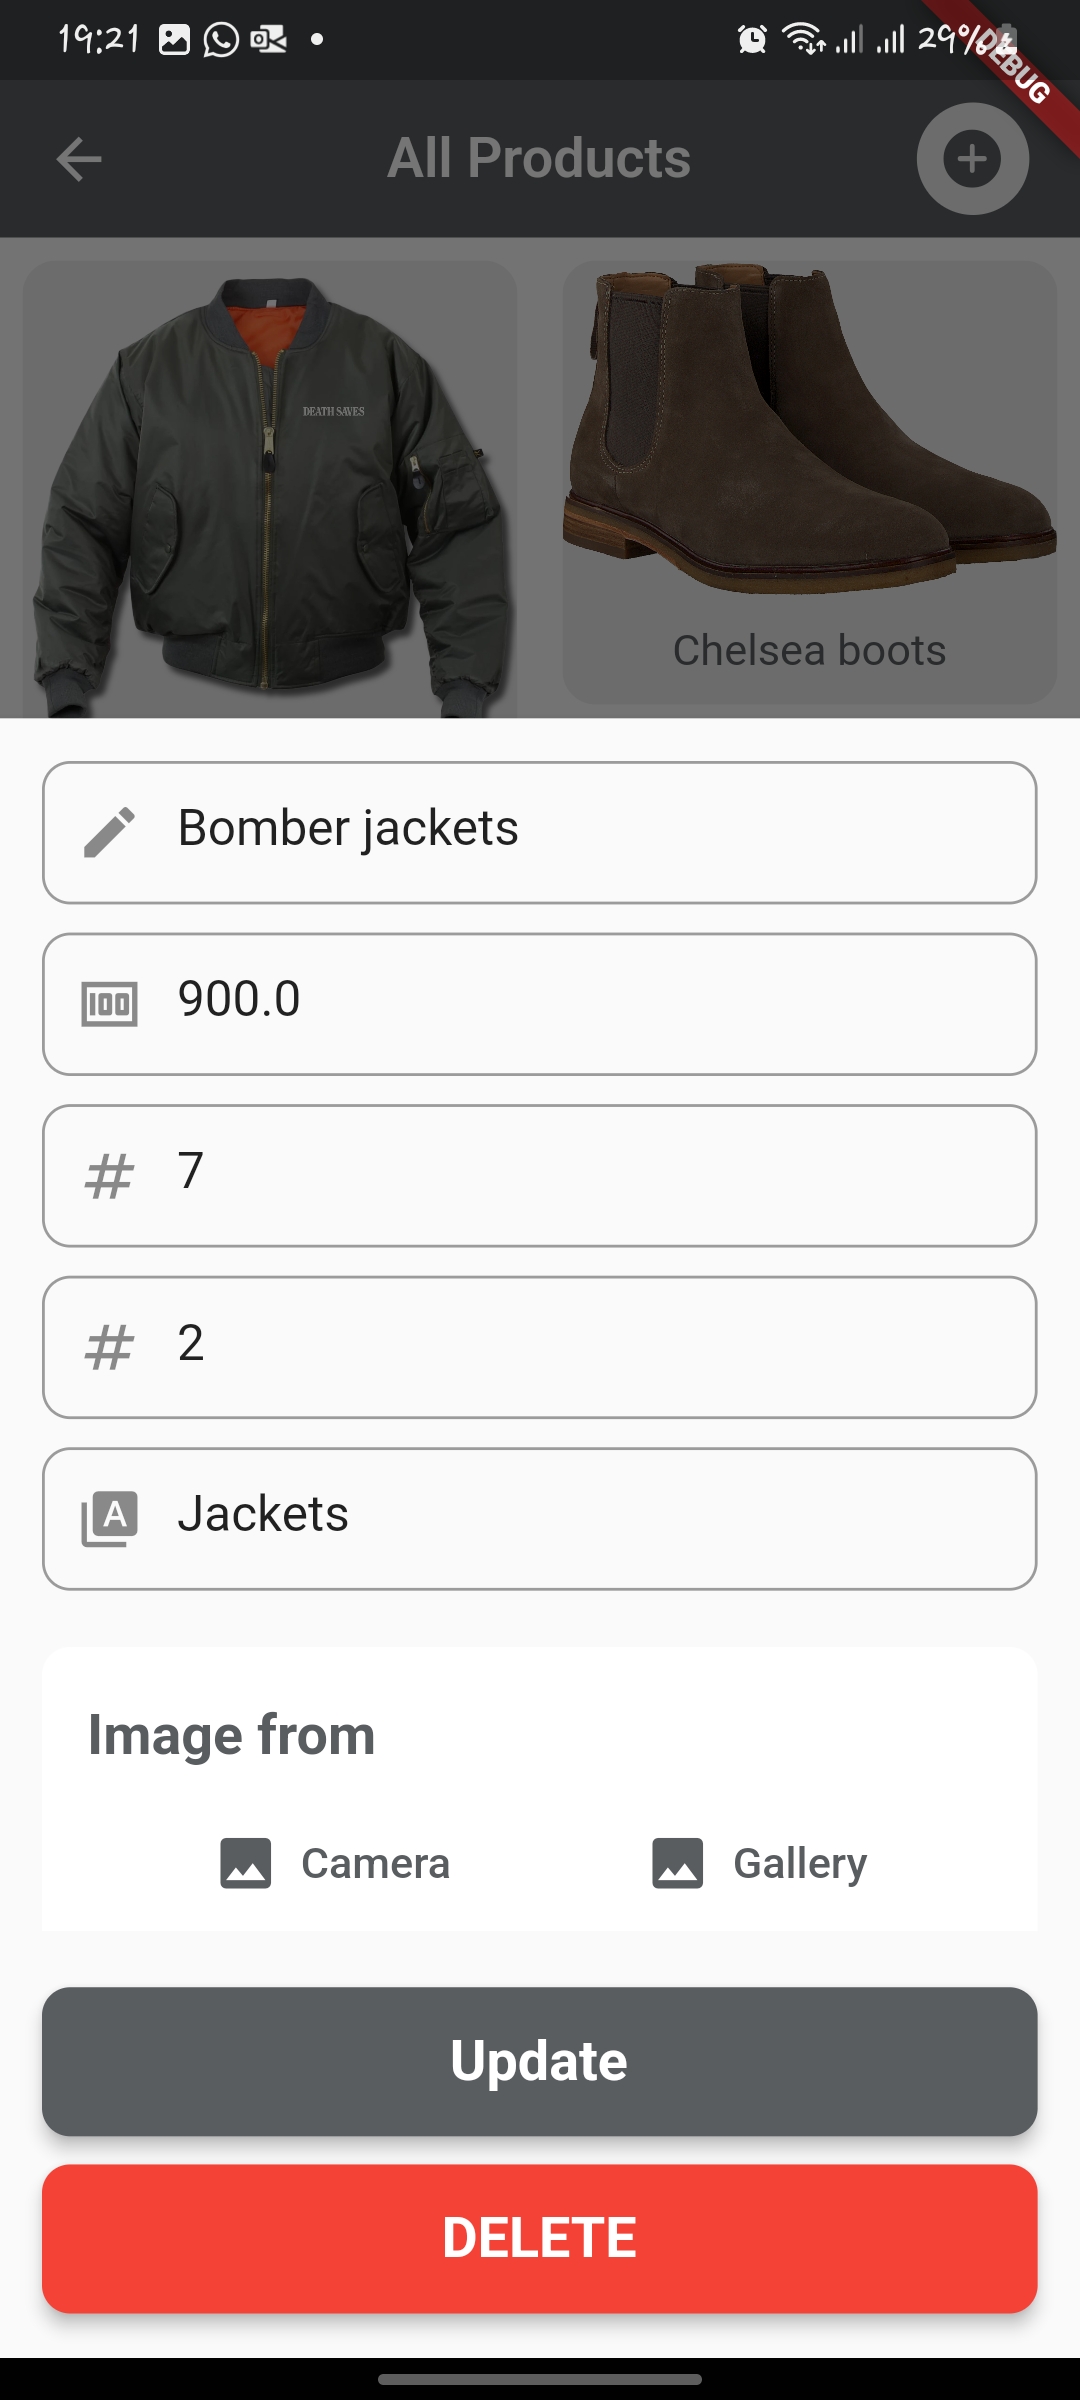 19:21
29%
DEBUG
All Products
DEATH SAVES
Chelsea boots
Bomber jackets
100
900.0
# 7
# 2
A
Jackets
Image from
Camera
Gallery
Update
DELETE